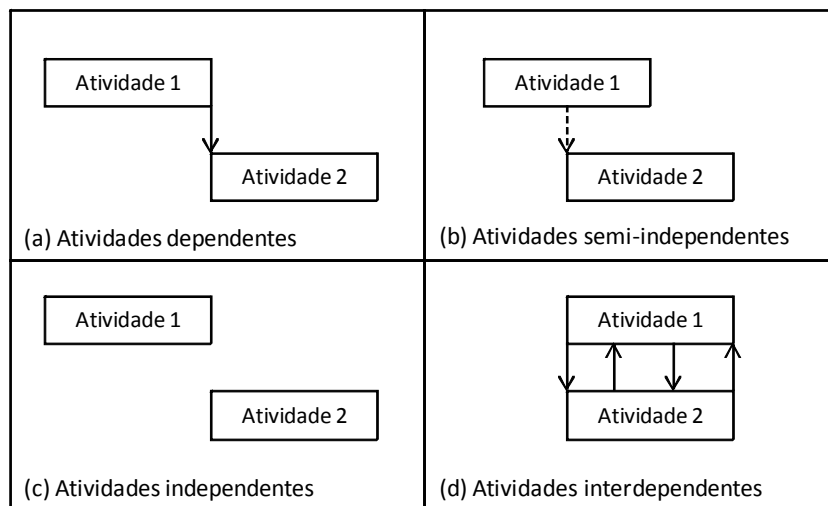 Atividade 1
Atividade 2
(a) Atividades dependentes
Atividade 1
Atividade 2
(b) Atividades semi-independentes
Atividade 1
Atividade 2
(c) Atividades independentes
Atividade 1
Atividade 2
(d) Atividades interdependentes